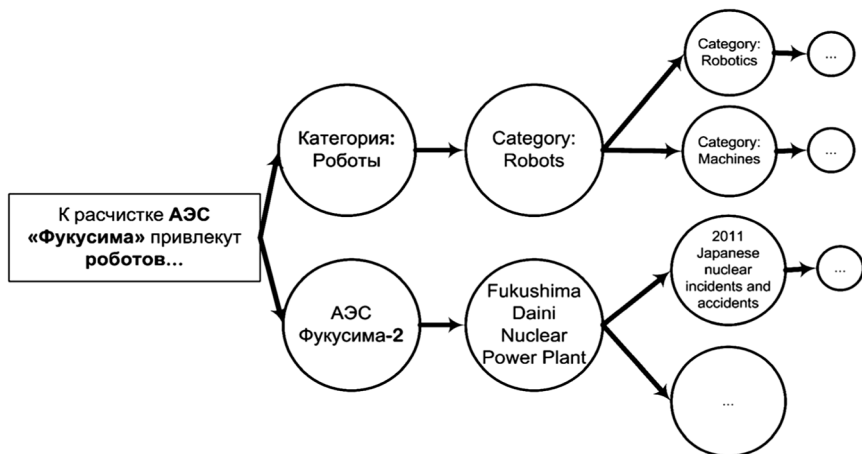 К расчистке АЭС
«Фукусима» привлекут
роботов...
Категория:
Роботы
Category:
Robots
Category:
Robotics
...
Category:
Machines
...
АЭС
Фукусима-2
Fukushima
Daini
Nuclear
Power Plant
2011
Japanese
nuclear
incidents and
accidents
...
...